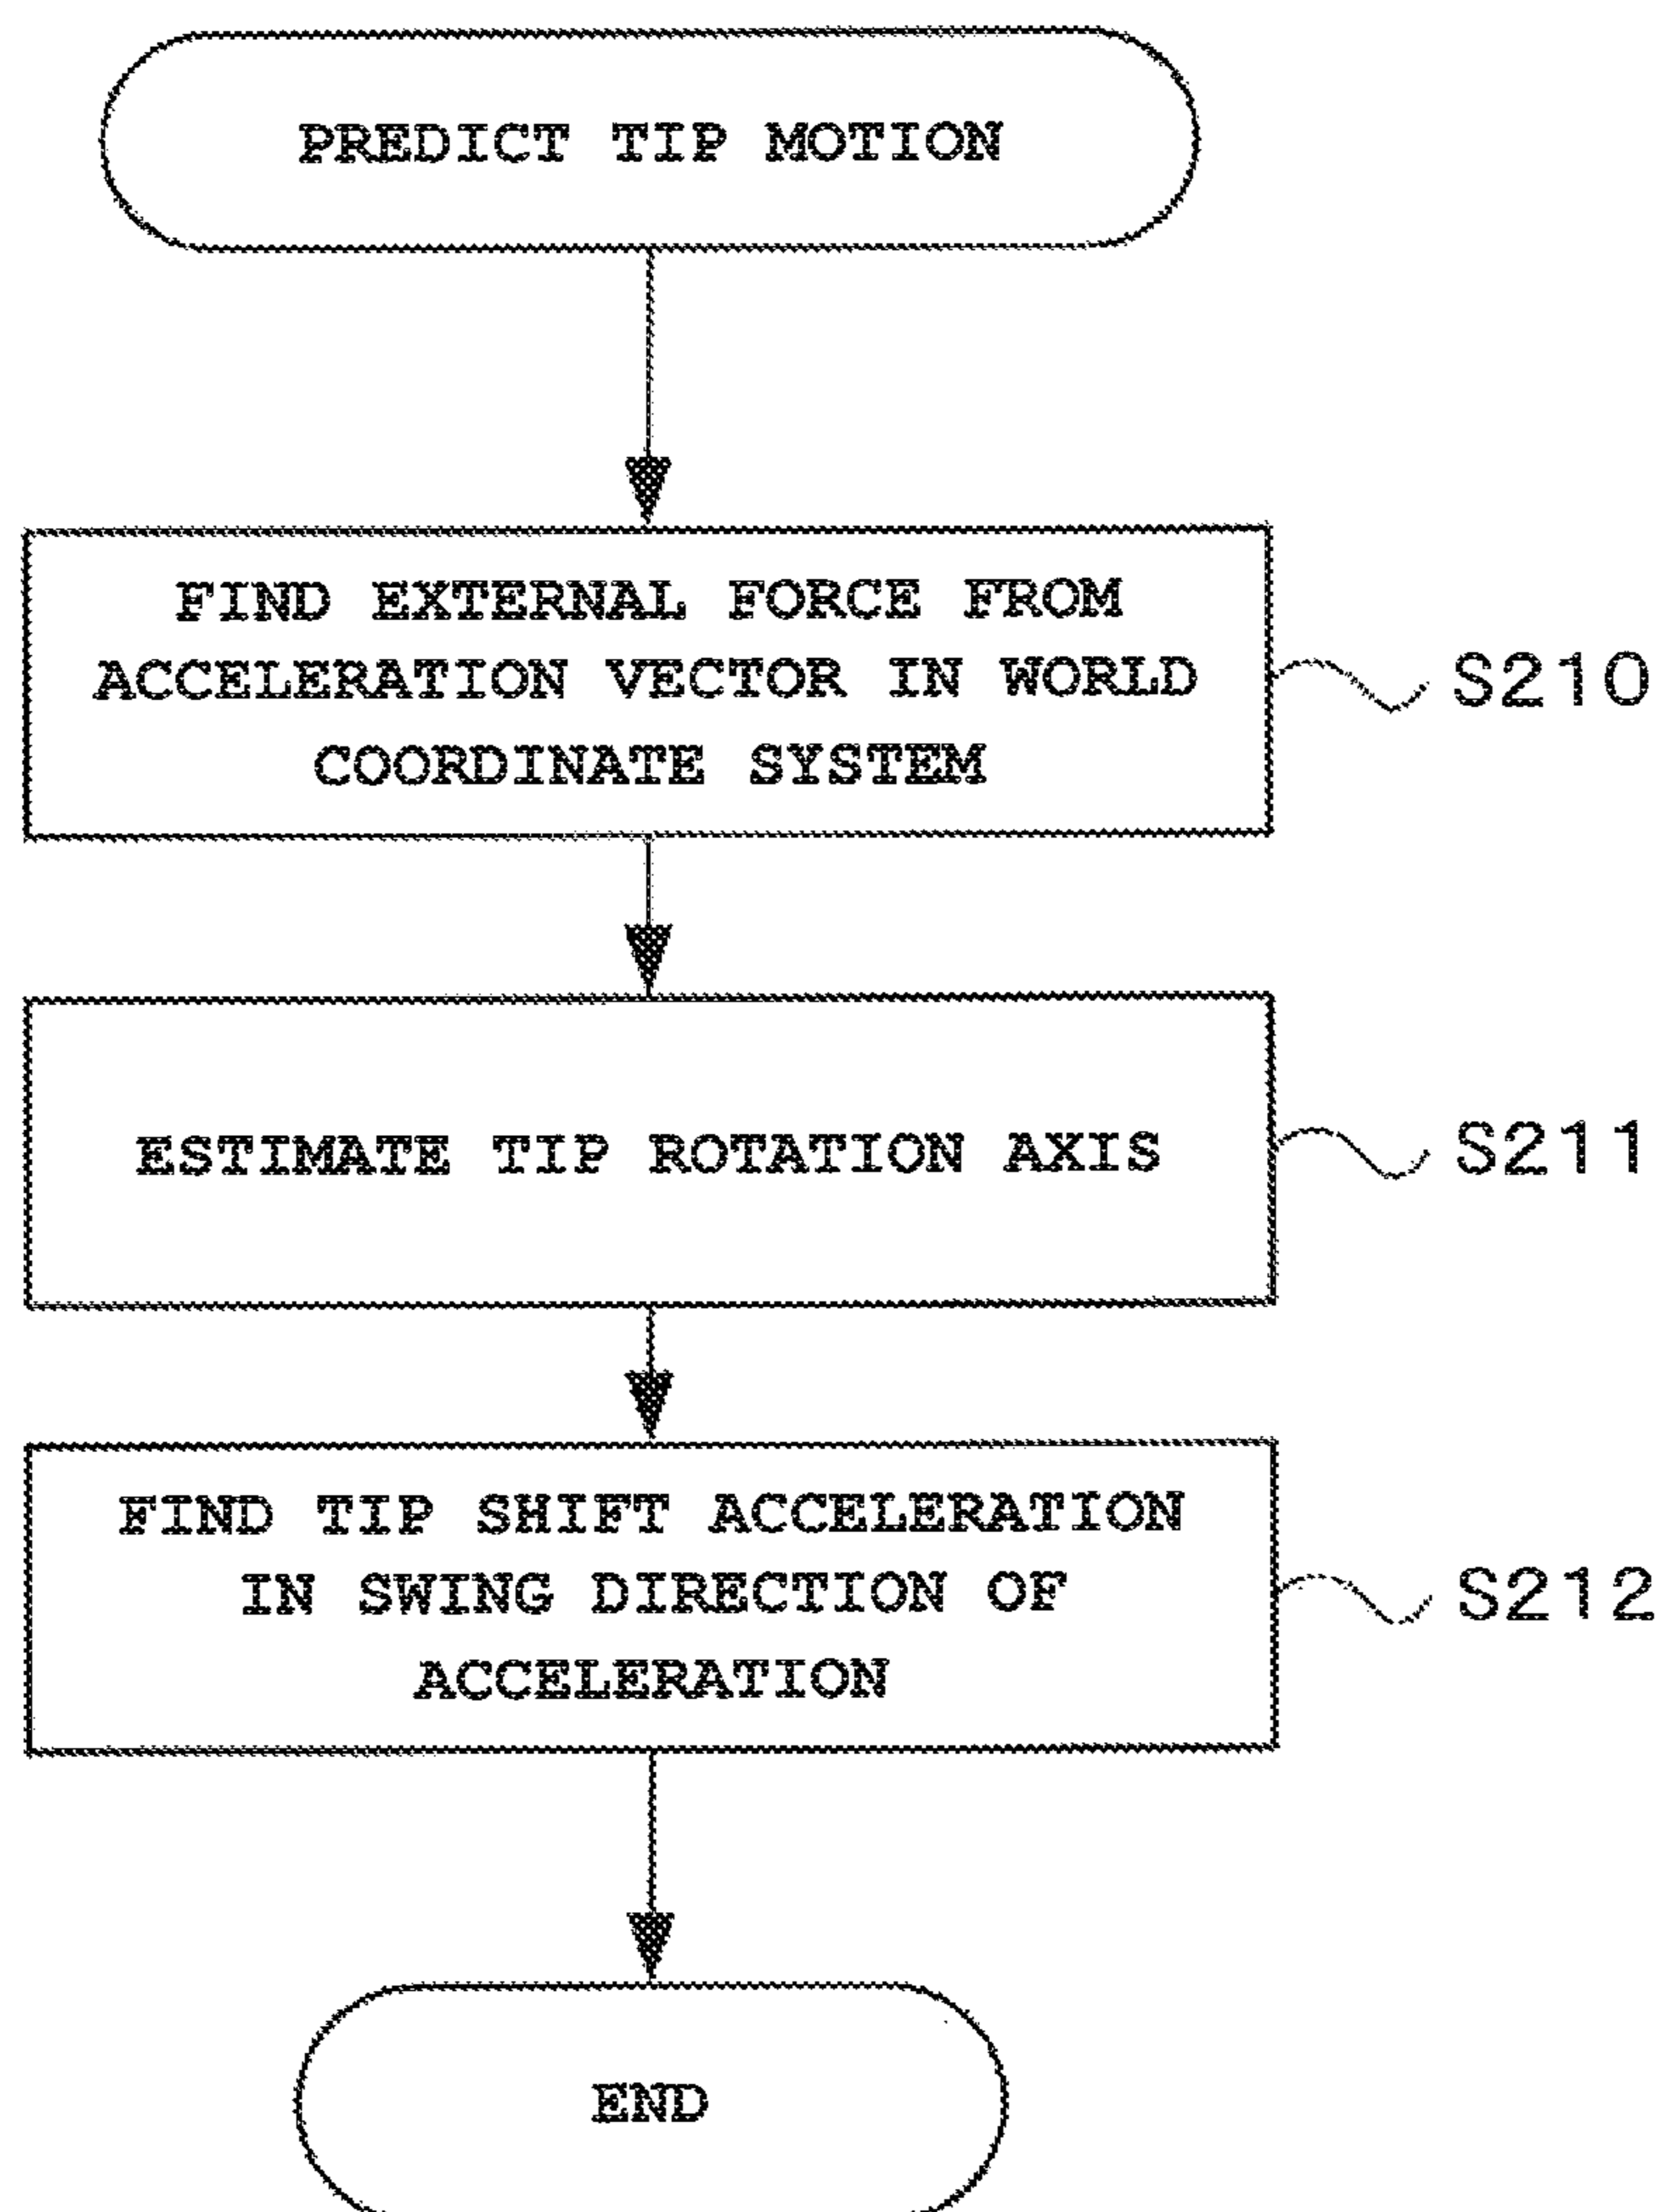 PREDICT TIP MOTION
FIND EXTERNAL FORCE FROM
ACCELERATION VECTOR IN WORLD
COORDINATE SYSTEM
S210
ESTIMATE TIP ROTATION AXIS
S211
FIND TIP SHIFT ACCELERATION
IN SWING DIRECTION OF
ACCELERATION
S212
END